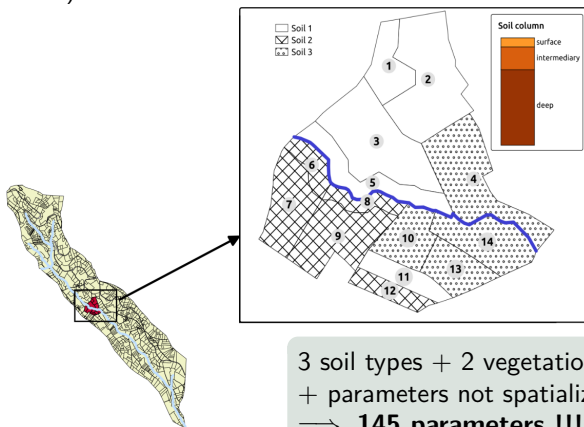 Soil 1
Soil 2
Soil 3
Soil column
surface
intermediary
deep
1
2
3
4
5
6
7
8
9
10
11
12
13
14
3 soil types + 2 vegetatio
+ parameters not spatializ
⟹ 145 parameters !!!